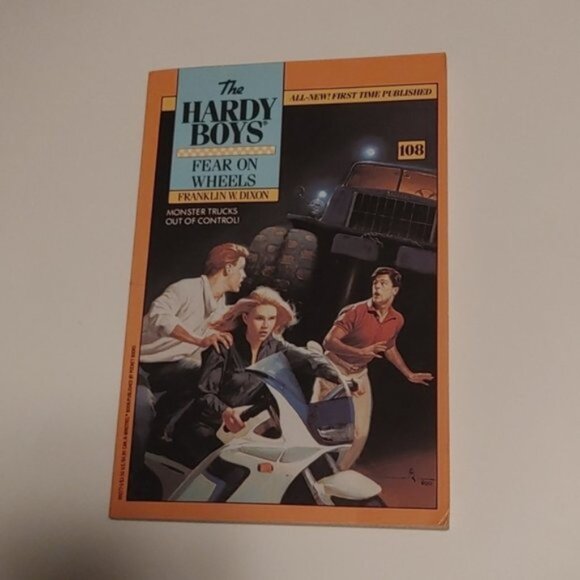 The
HARDY
BOYS®
FEAR ON
WHEELS
FRANKLIN W. DIXON
MONSTER TRUCKS
OUT OF CONTROL!
ALL-NEW! FIRST TIME PUBLISHED
108